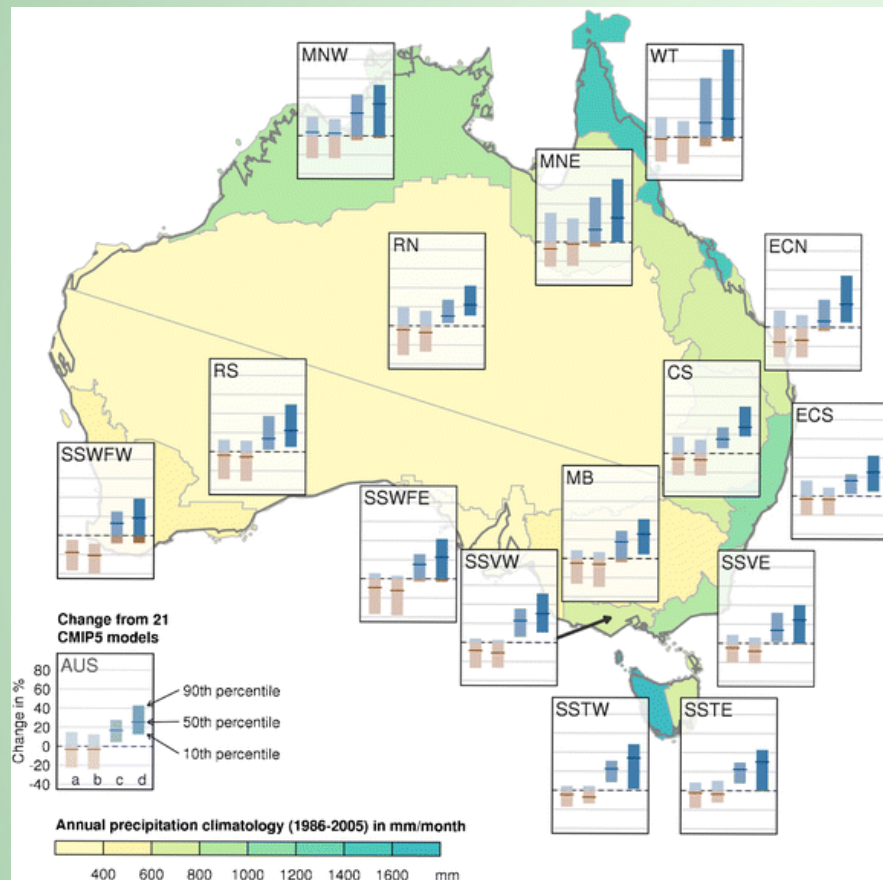 MNW
WT
MNE
RN
ECN
RS
CS
ECS
SSWFW
SSWFE
MB
SSVW
SSVE
Change from 21
CMIP5 models
AUS
Change in %
80
60
40
20
0
-20
-40
a b c d
90th percentile
50th percentile
10th percentile
SSTW
SSTE
Annual precipitation climatology (1986-2005) in mm/month
400 600 800 1000 1200 1400 1600 mm